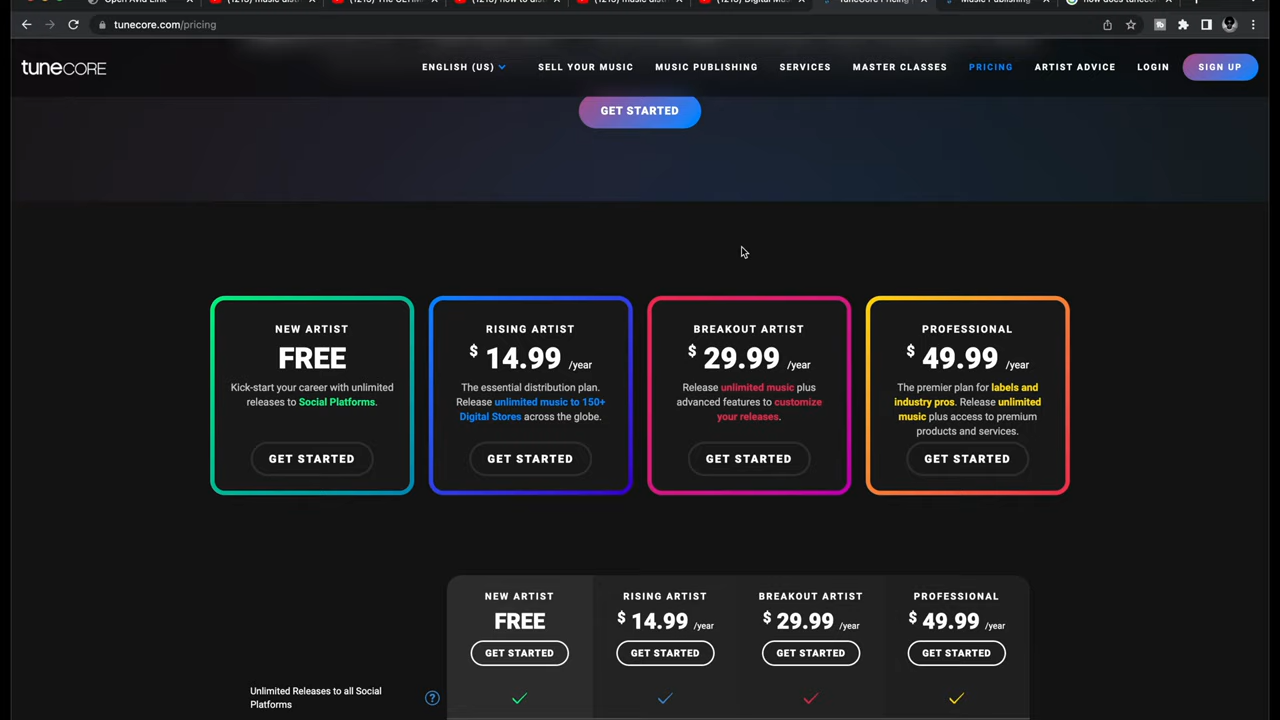 tunecore.com/pricing
tuneCORE
ENGLISH (US)
SELL YOUR MUSIC
MUSIC PUBLISHING
SERVICES
MASTER CLASSES
PRICING
ARTIST ADVICE
LOGIN
SIGN UP
GET STARTED
NEW ARTIST
FREE
Kick-start your career with unlimited
releases to Social Platforms.
GET STARTED
RISING ARTIST
$ 14.99 /year
The essential distribution plan.
Release unlimited music to 150+
Digital Stores across the globe.
GET STARTED
BREAKOUT ARTIST
$ 29.99 /year
Release unlimited music plus
advanced features to customize
your releases.
GET STARTED
PROFESSIONAL
$ 49.99 /year
The premier plan for labels and
industry pros. Release unlimited
music plus access to premium
products and services.
GET STARTED
NEW ARTIST
FREE
GET STARTED
RISING ARTIST
$ 14.99 /year
GET STARTED
BREAKOUT ARTIST
$ 29.99 /year
GET STARTED
PROFESSIONAL
$ 49.99 /year
GET STARTED
Unlimited Releases to all Social
Platforms
?